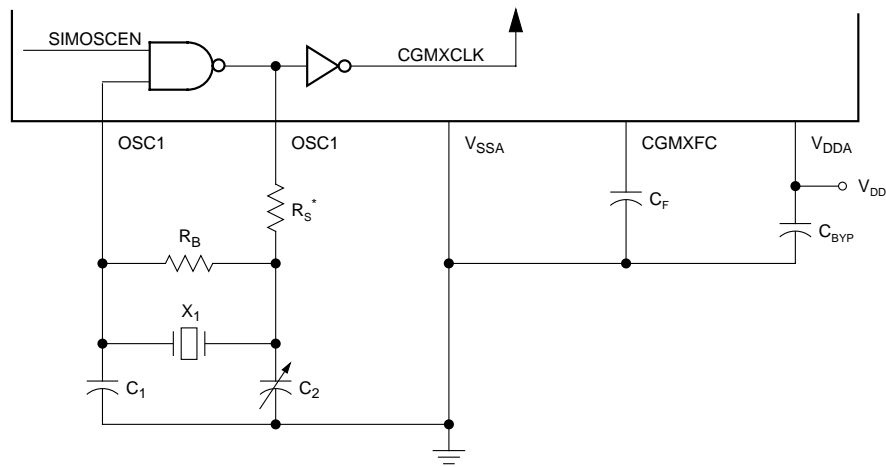 SIMOSCEN
CGMXCLK
OSC1 OSC1 VSSA CGMXFC VDDA
VDD
RS*
CF
CBYP
RB
X1
C1 C2